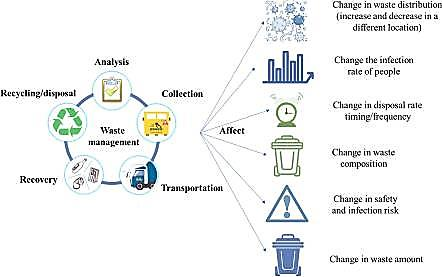 Analysis
Recycling/disposal
Collection
Waste
management
Recovery
Transportation
Affect
Change in waste distribution
(increase and decrease in a
different location)
Change the infection
rate of people
Change in disposal rate
timing/frequency
Change in waste
composition
Change in safety
and infection risk
Change in waste amount